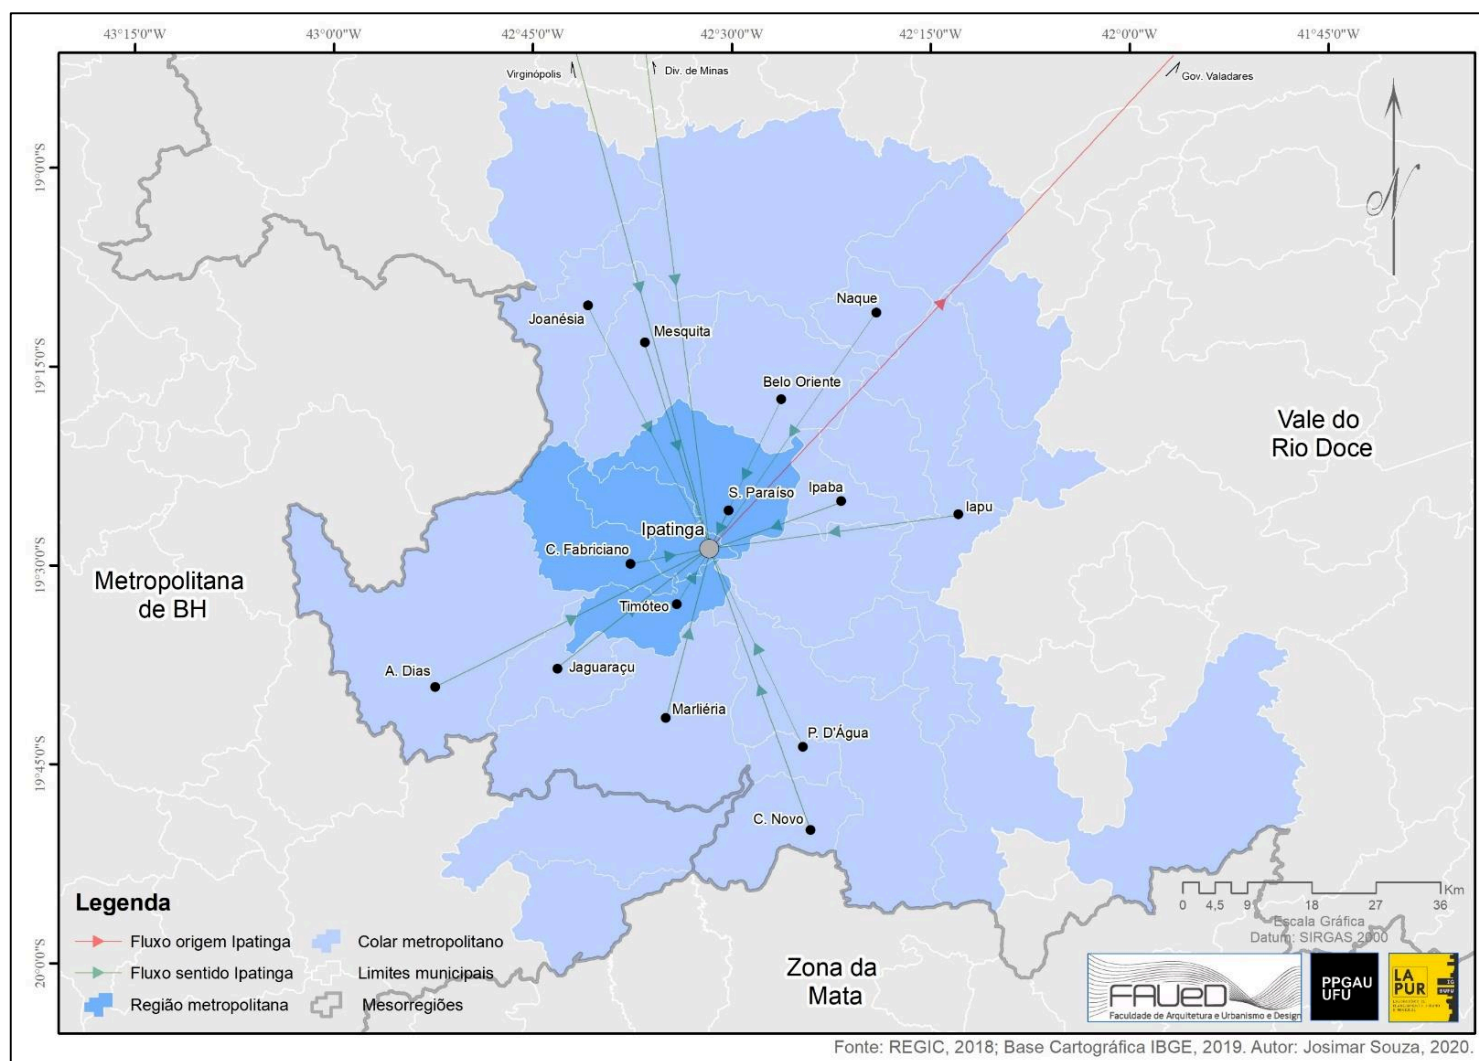 43°15'0"W 43°0'0"W 42°45'0"W 42°30'0"W 42°15'0"W 42°0'0"W 41°45'0"W
Virginópolis
Div. de Minas
Gov. Valadares
N
19°0'0"S
19°15'0"S
19°30'0"S
19°45'0"S
20°0'0"S
Joanésia
Mesquita
Naque
Belo Oriente
Vale do
Rio Doce
S. Paraíso
Ipaba
Iapu
Ipatinga
C. Fabriciano
Metropolitana
de BH
Timóteo
A. Dias
Jaguaraçu
Marliéria
P. D'Água
C. Novo
Zona da
Mata
Legenda
Fluxo origem Ipatinga
Fluxo sentido Ipatinga
Região metropolitana
Colar metropolitano
Limites municipais
Mesorregiões
Km
0 4,5 9 18 27 36
Escala Gráfica
Datum: SIRGAS 2000
FAUeD
Faculdade de Arquitetura e Urbanismo e Design
PPGAU
UFU
LA
PUR
IG
Fonte: REGIC, 2018; Base Cartográfica IBGE, 2019. Autor: Josimar Souza, 2020.